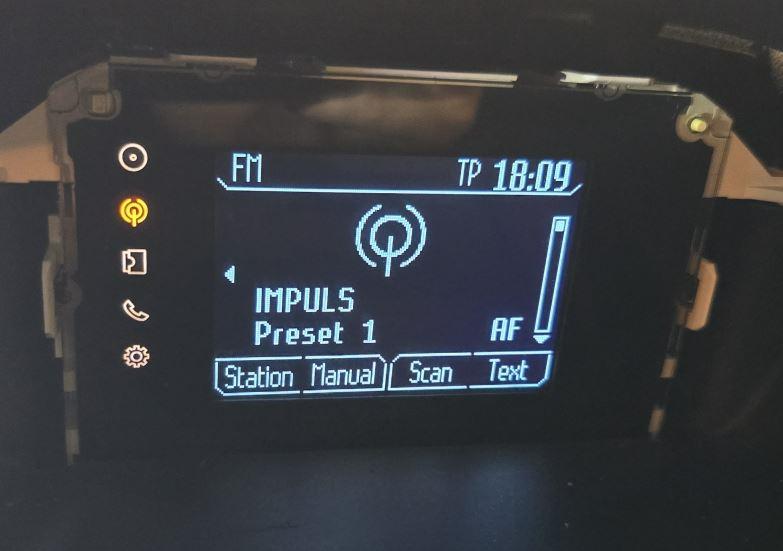 FM TP 18:09
IMPULS
Preset 1 AF
Station Manual Scan Text